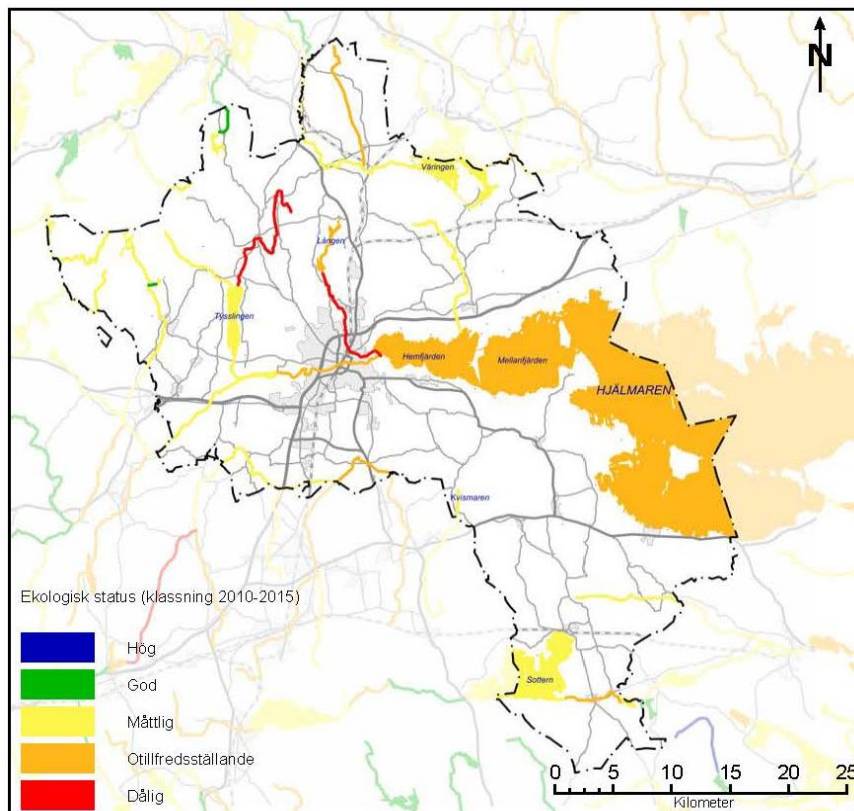 N
Väringen
Lången
Tysslingen
Hemfjärden
Mellanfjärden
HJÄLMAREN
Kvismaren
Ekologisk status (klassning 2010-2015)
Hög
God
Måttlig
Otillfredsställande
Dålig
Sottern
0 5 10 15 20 25
Kilometer